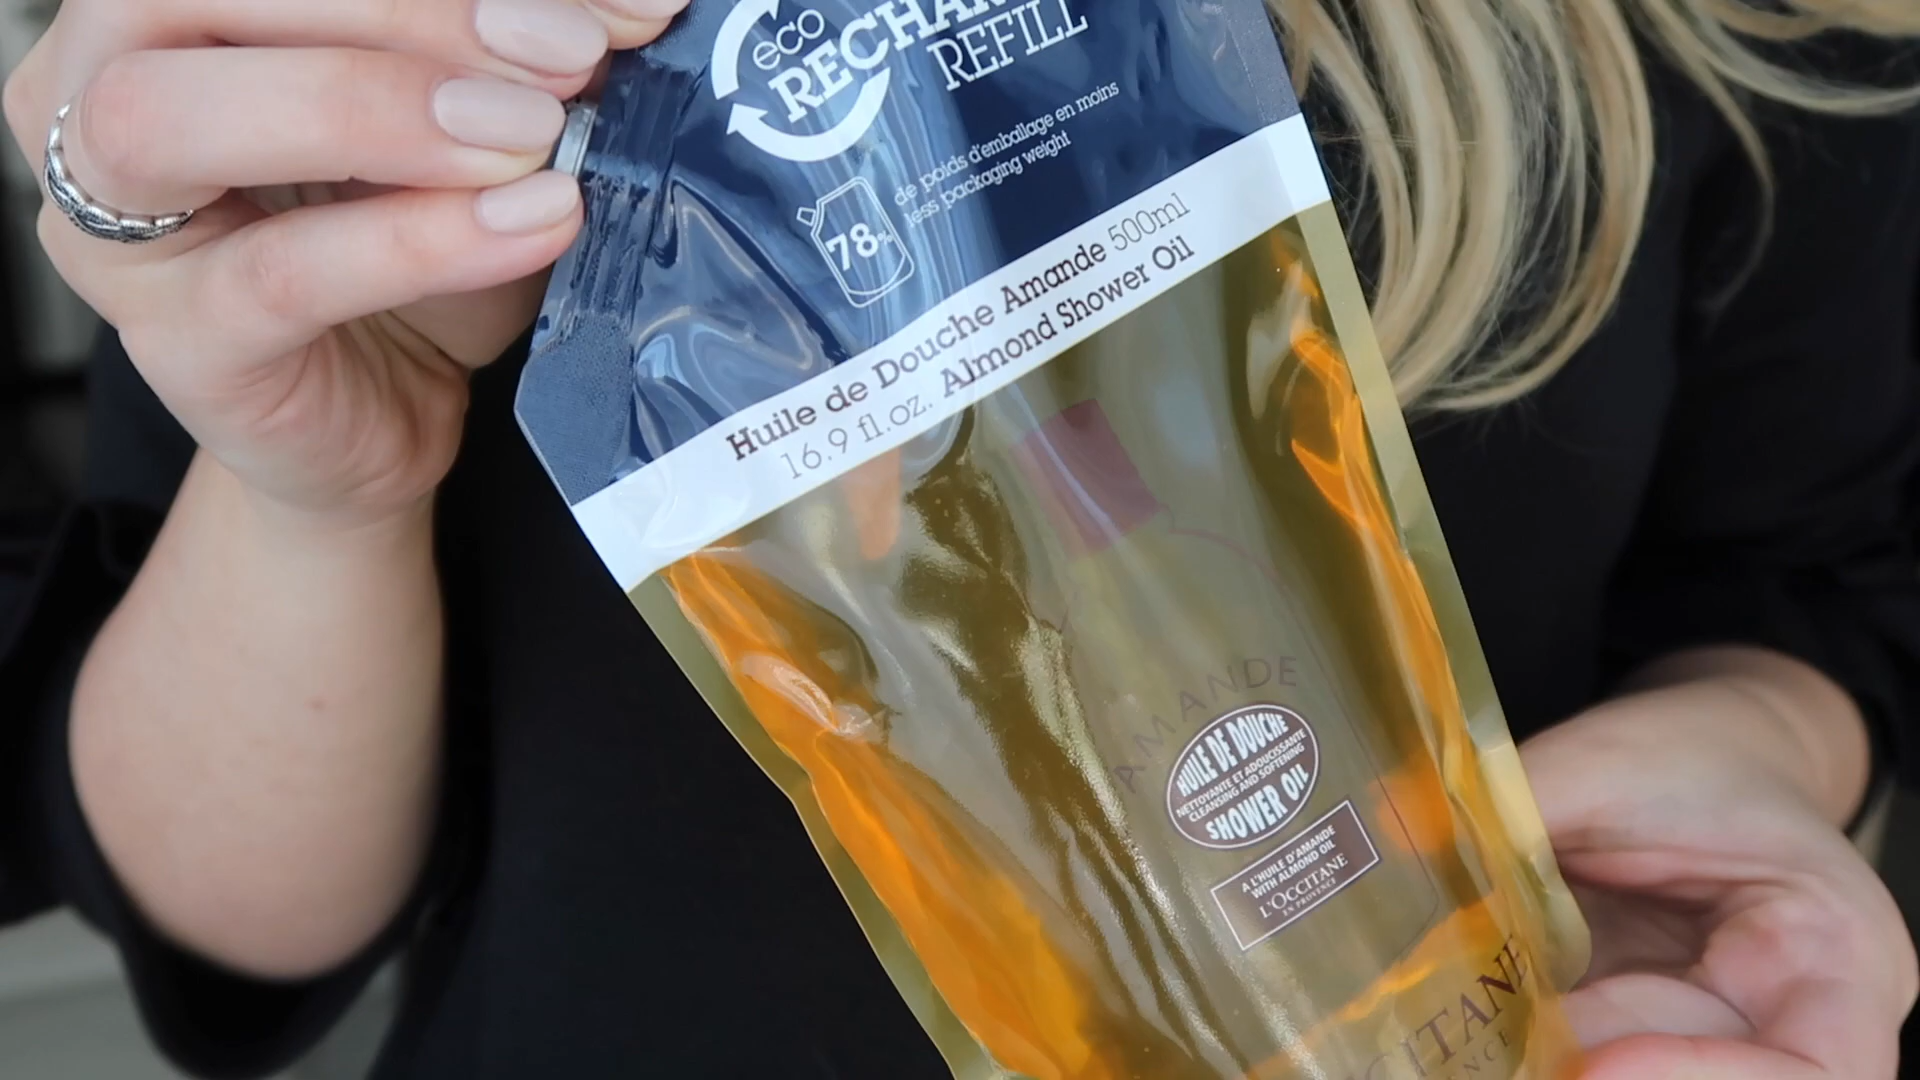 eco
REFILL
78%
de poids d'emballage en moins
less packaging weight
Huile de Douche Amande 500ml
16.9 fl.oz. Almond Shower Oil
AMANDE
HUILE DE DOUCHE
NETTOYANTE ET ADOUCISSANTE
CLEANSING AND SOFTENING
SHOWER OIL
A L'HUILE D'AMANDE
WITH ALMOND OIL
L'OCCITANE
EN PROVENCE